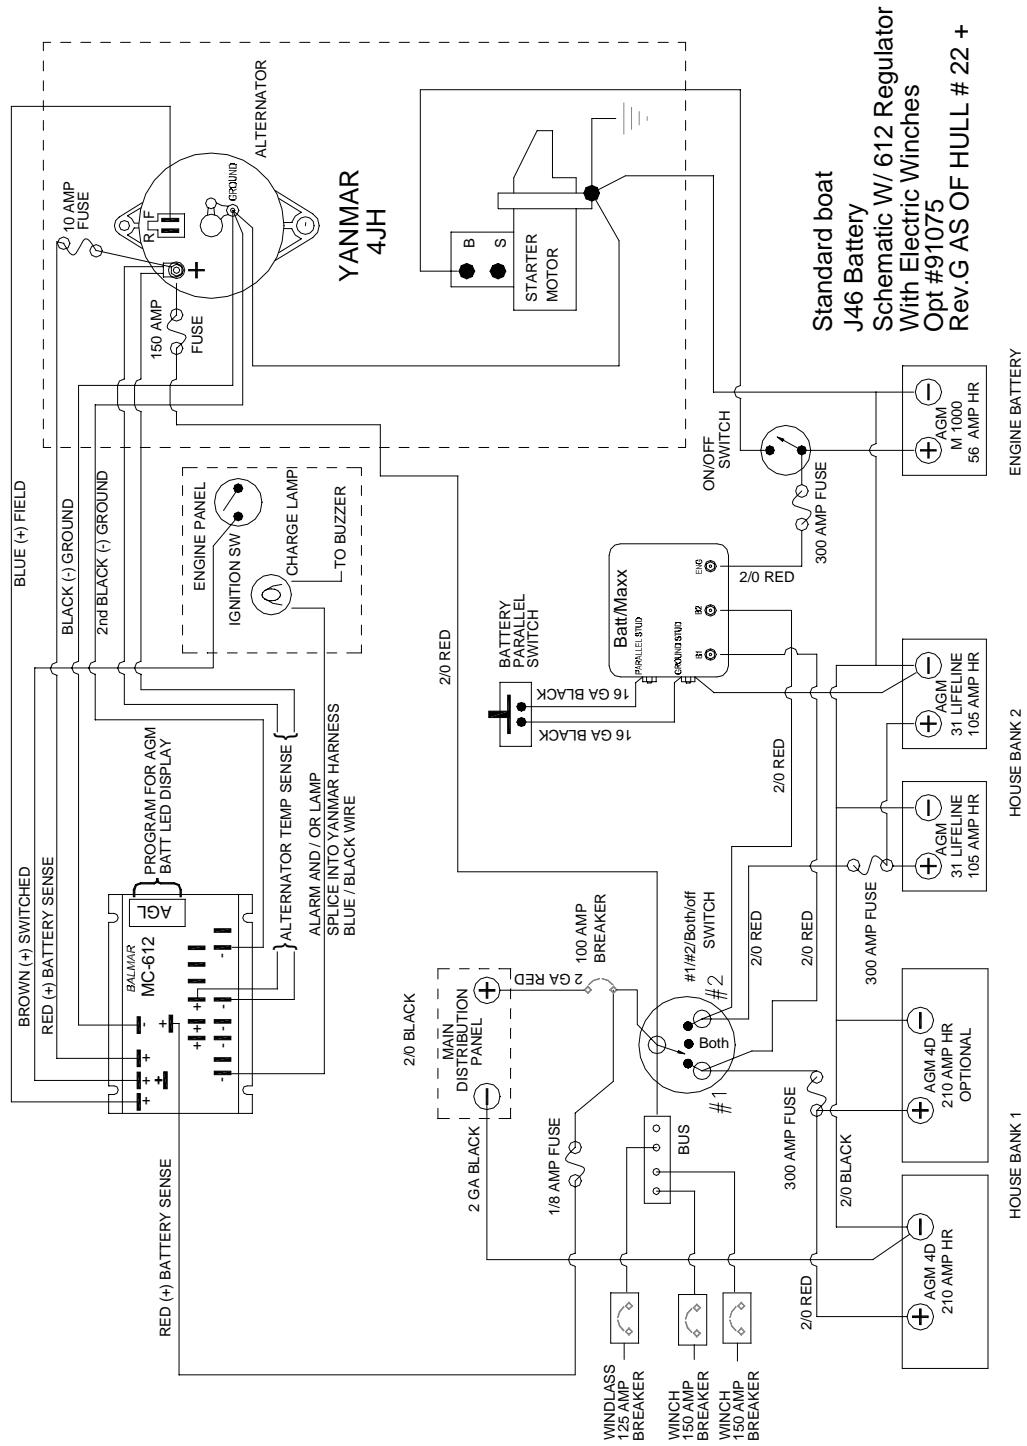 Standard boat
J46 Battery
Schematic W/ 612 Regulator
With Electric Winches
Opt #91075
Rev.G AS OF HULL # 22 +
BLUE (+) FIELD
BLACK (-) GROUND
2nd BLACK (-) GROUND
BROWN (+) SWITCHED
RED (+) BATTERY SENSE
10 AMP
FUSE
R
F
GROUND
+
ALTERNATOR
150 AMP
FUSE
YANMAR
4JH
B
S
STARTER
MOTOR
ENGINE PANEL
IGNITION SW
CHARGE LAMP
TO BUZZER
PROGRAM FOR AGM
BATT LED DISPLAY
AGL
BALMAR
MC-612
+
+
+
+
-
+
+
+
+
+
-
-
-
-
ALTERNATOR TEMP SENSE
ALARM AND / OR LAMP
SPLICE INTO YANMAR HARNESS
BLUE / BLACK WIRE
RED (+) BATTERY SENSE
2/0 RED
2/0 BLACK
MAIN
DISTRIBUTION
PANEL
+
−
2 GA RED
2 GA BLACK
100 AMP
BREAKER
1/8 AMP FUSE
#1/#2/Both/off
SWITCH
#1
#2
Both
BUS
BATTERY
PARALLEL
SWITCH
16 GA BLACK
16 GA BLACK
Batt/Maxx
PARALLEL STUD
GROUND STUD
B1
B2
ENG
2/0 RED
ON/OFF
SWITCH
300 AMP FUSE
2/0 RED
2/0 RED
2/0 RED
300 AMP FUSE
300 AMP FUSE
2/0 BLACK
2/0 RED
WINDLASS
125 AMP
BREAKER
WINCH
150 AMP
BREAKER
WINCH
150 AMP
BREAKER
+
−
AGM 4D
210 AMP HR
+
−
AGM 4D
210 AMP HR
OPTIONAL
HOUSE BANK 1
+
−
AGM
31 LIFELINE
105 AMP HR
+
−
AGM
31 LIFELINE
105 AMP HR
HOUSE BANK 2
+
−
AGM
M 1000
56 AMP HR
ENGINE BATTERY